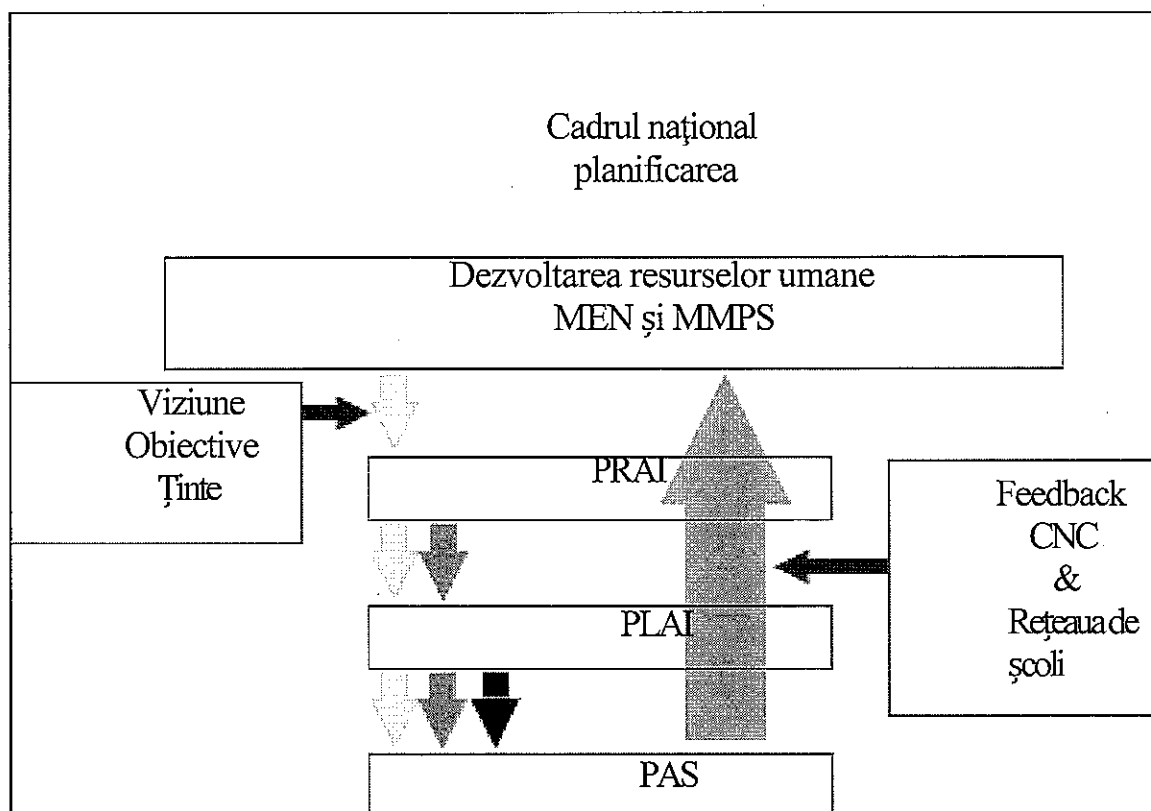 Cadrul naţional
planificarea
Dezvoltarea resurselor umane
MEN și MMPS
Viziune
Obiective
Ținte
PRAI
Feedback
CNC
&
Rețeaua de
școli
PLAI
PAS